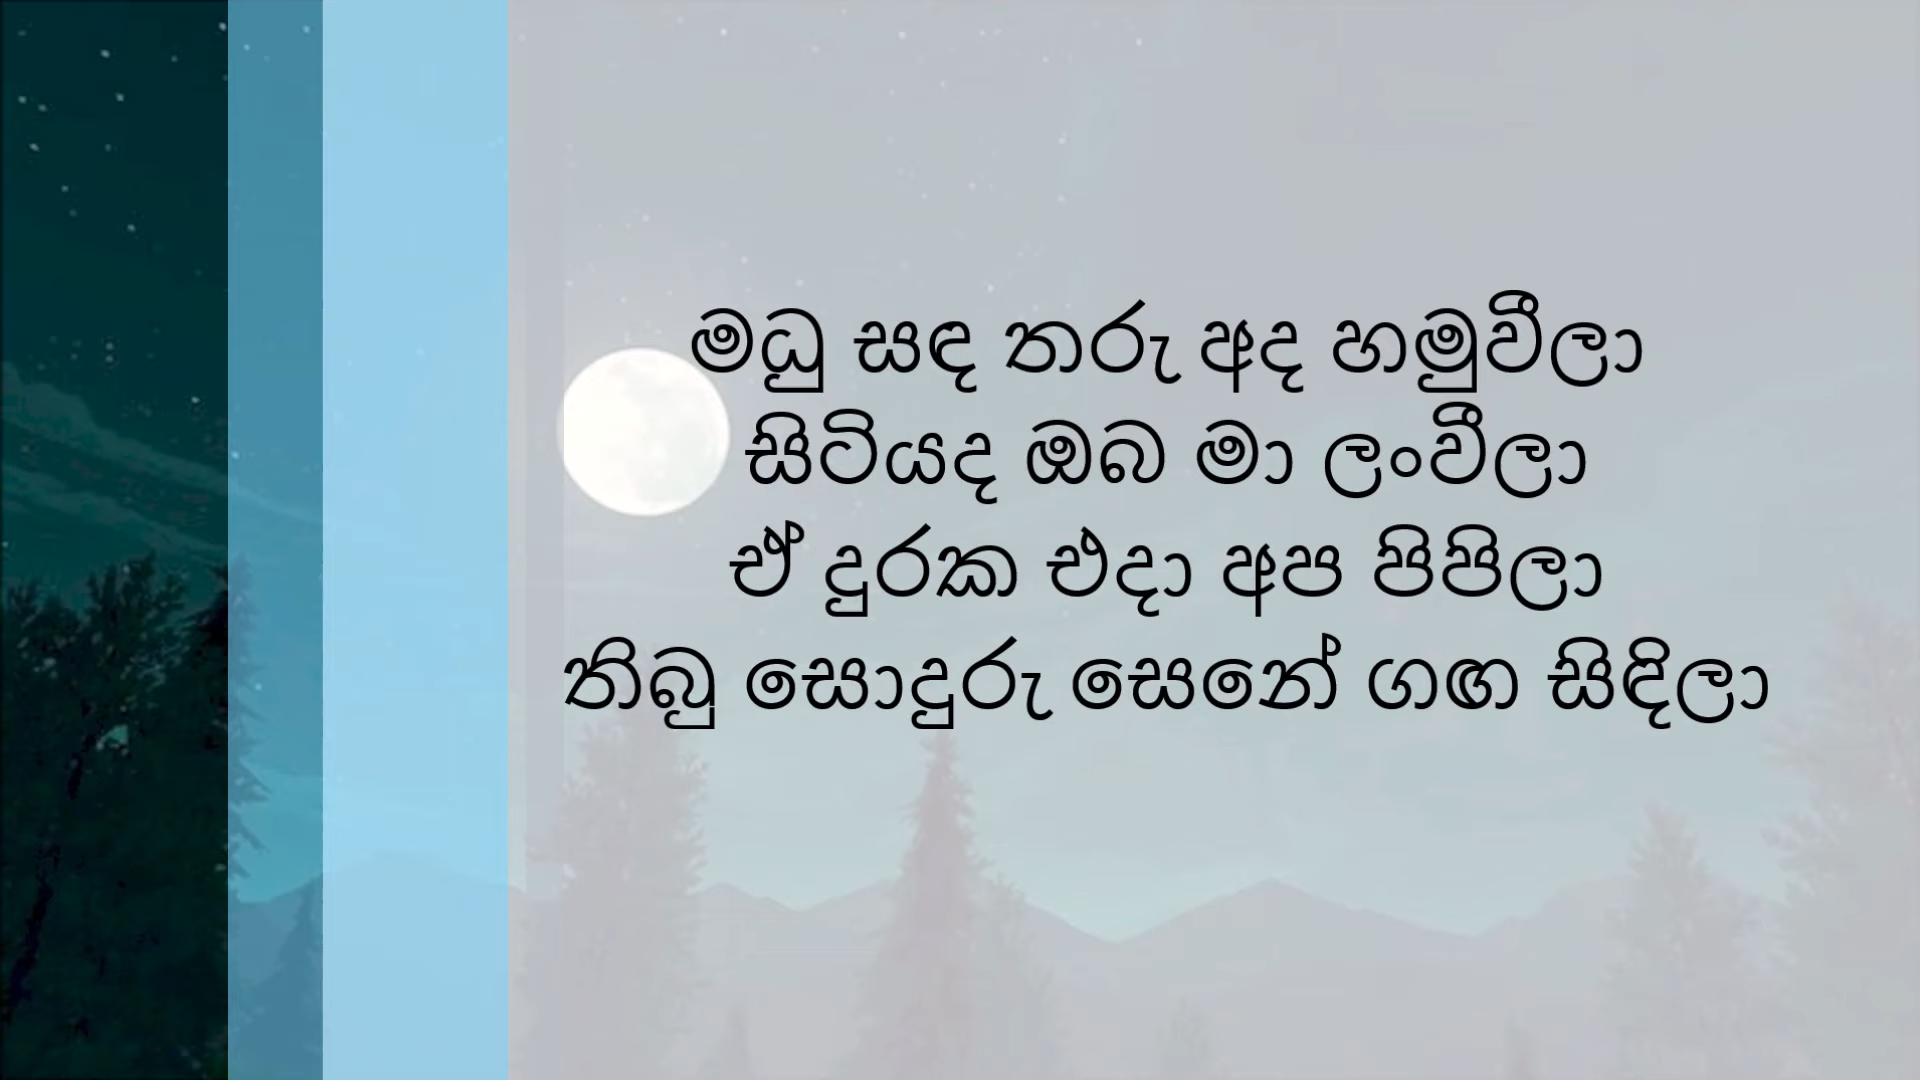 මධු සඳ තරු අද හමුවීලා
සිටියද ඔබ මා ලංවීලා
ඒ දුරක එදා අප පිපිලා
තිබු සොදුරු සෙනේ ගඟ සිඳිලා